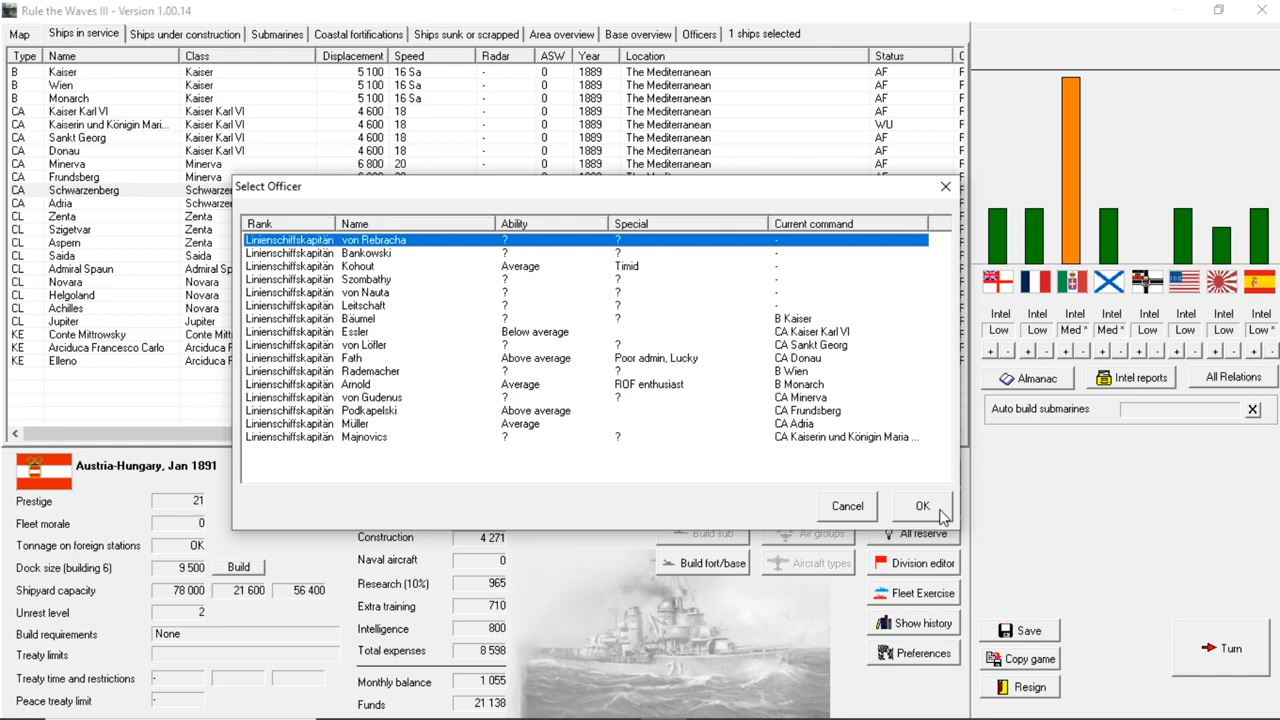 Rule the Waves III - Version 1.00.14
Map Ships in service Ships under construction Submarines Coastal fortifications Ships sunk or scrapped Area overview Base overview Officers 1 ships selected
Type Name Class Displacement Speed Radar ASW Year Location Status
B Kaiser Kaiser 5 100 16 Sa - 0 1889 The Mediterranean AF F
B Wien Kaiser 5 100 16 Sa - 0 1889 The Mediterranean AF F
B Monarch Kaiser 5 100 16 Sa - 0 1889 The Mediterranean AF F
CA Kaiser Karl VI Kaiser Karl VI 4 600 18 - 0 1889 The Mediterranean AF F
CA Kaiserin und Königin Mari... Kaiser Karl VI 4 600 18 - 0 1889 The Mediterranean WU F
CA Sankt Georg Kaiser Karl VI 4 600 18 - 0 1889 The Mediterranean AF F
CA Donau Kaiser Karl VI 4 600 18 - 0 1889 The Mediterranean AF F
CA Minerva Minerva 6 800 20 - 0 1889 The Mediterranean AF F
CA Frundsberg Minerva
CA Schwarzenberg Schwarze
CA Adria Schwarze
CL Zenta Zenta
CL Szigetvar Zenta
CL Aspern Zenta
CL Saida Zenta
CL Admiral Spaun Admiral Sp
CL Novara Novara
CL Helgoland Novara
CL Achilles Novara
CL Jupiter Novara
KE Conte Mittrowsky Conte Mitt
KE Arciduca Francesco Carlo Arciduca F
KE Elleno Arciduca F
Select Officer
Rank Name Ability Special Current command
Linienschiffskapitän von Rebracha ? ? -
Linienschiffskapitän Bankowski ? ? -
Linienschiffskapitän Kohout Average Timid -
Linienschiffskapitän Szombathy ? ? -
Linienschiffskapitän von Nauta ? ? -
Linienschiffskapitän Leitschaft ? ? -
Linienschiffskapitän Bäumel ? ? B Kaiser
Linienschiffskapitän Essler Below average CA Kaiser Karl VI
Linienschiffskapitän von Löfler ? ? CA Sankt Georg
Linienschiffskapitän Fath Above average Poor admin, Lucky CA Donau
Linienschiffskapitän Rademacher ? ? B Wien
Linienschiffskapitän Arnold Average ROF enthusiast B Monarch
Linienschiffskapitän von Gudenus ? ? CA Minerva
Linienschiffskapitän Podkapelski Above average CA Frundsberg
Linienschiffskapitän Müller Average CA Adria
Linienschiffskapitän Majnovics ? ? CA Kaiserin und Königin Maria ...
Cancel OK
Intel Intel Intel Intel Intel Intel Intel Intel
Low Low Med * Med * Low Low Low Low *
+ - + - + - + - + - + - + - + -
Almanac Intel reports All Relations
Auto build submarines X
Austria-Hungary, Jan 1891
Prestige 21
Fleet morale 0
Tonnage on foreign stations OK
Dock size (building 6) 9 500 Build
Shipyard capacity 78 000 21 600 56 400
Unrest level 2
Build requirements None
Treaty limits
Treaty time and restrictions -
Peace treaty limit -
Construction 4 271
Naval aircraft 0
Research (10%) 965
Extra training 710
Intelligence 800
Total expenses 8 598
Monthly balance 1 055
Funds 21 138
Build sub Air groups All reserve
Build fort/base Aircraft types Division editor
Fleet Exercise
Show history
Preferences
Save
Copy game
Resign
Turn